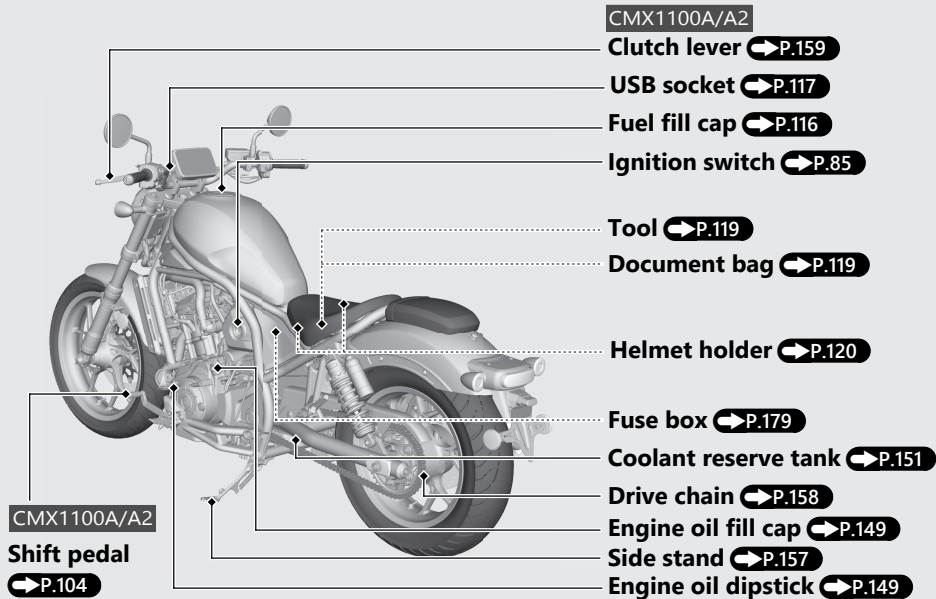 CMX1100A/A2
Clutch lever ➔P.159
USB socket ➔P.117
Fuel fill cap ➔P.116
Ignition switch ➔P.85
Tool ➔P.119
Document bag ➔P.119
Helmet holder ➔P.120
Fuse box ➔P.179
Coolant reserve tank ➔P.151
Drive chain ➔P.158
Engine oil fill cap ➔P.149
Side stand ➔P.157
Engine oil dipstick ➔P.149
CMX1100A/A2
Shift pedal
➔P.104